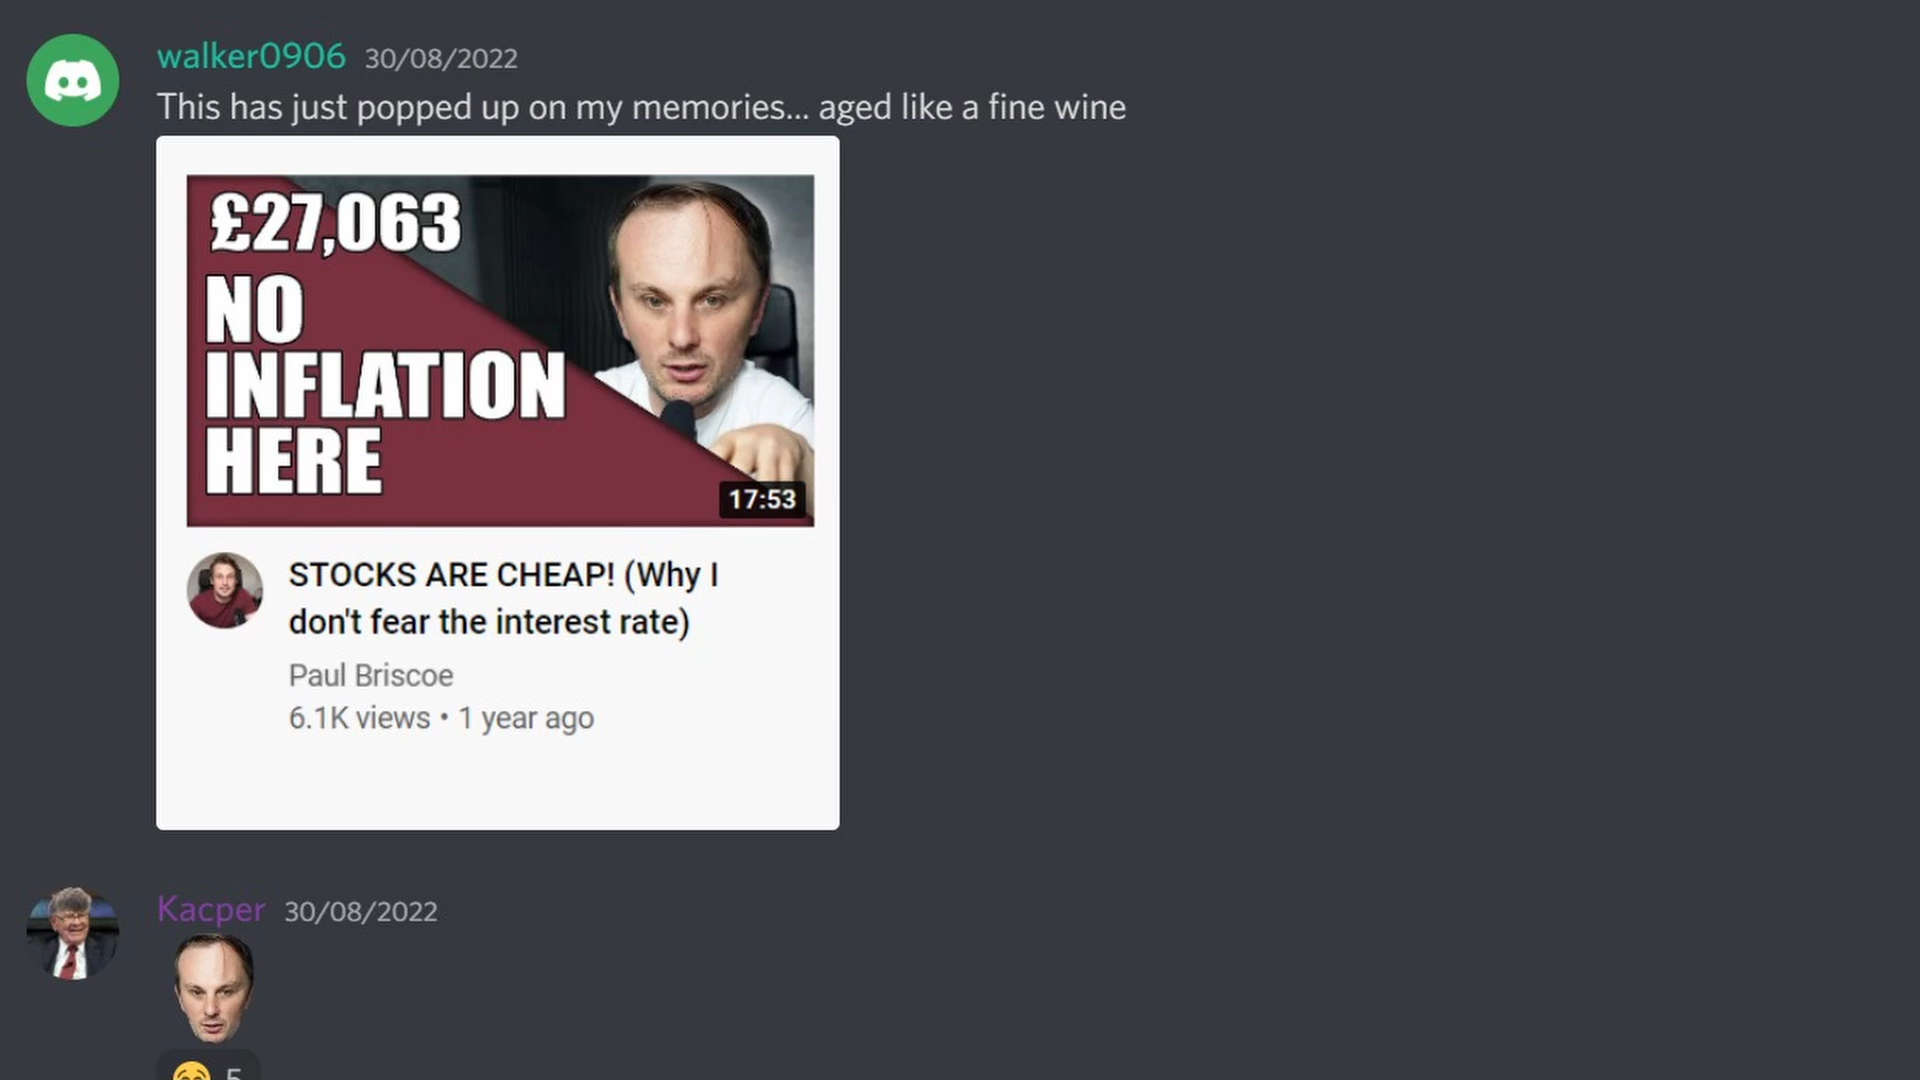 walker0906 30/08/2022
This has just popped up on my memories... aged like a fine wine
£27,063
NO
INFLATION
HERE
17:53
STOCKS ARE CHEAP! (Why I
don't fear the interest rate)
Paul Briscoe
6.1K views • 1 year ago
Kacper 30/08/2022
5